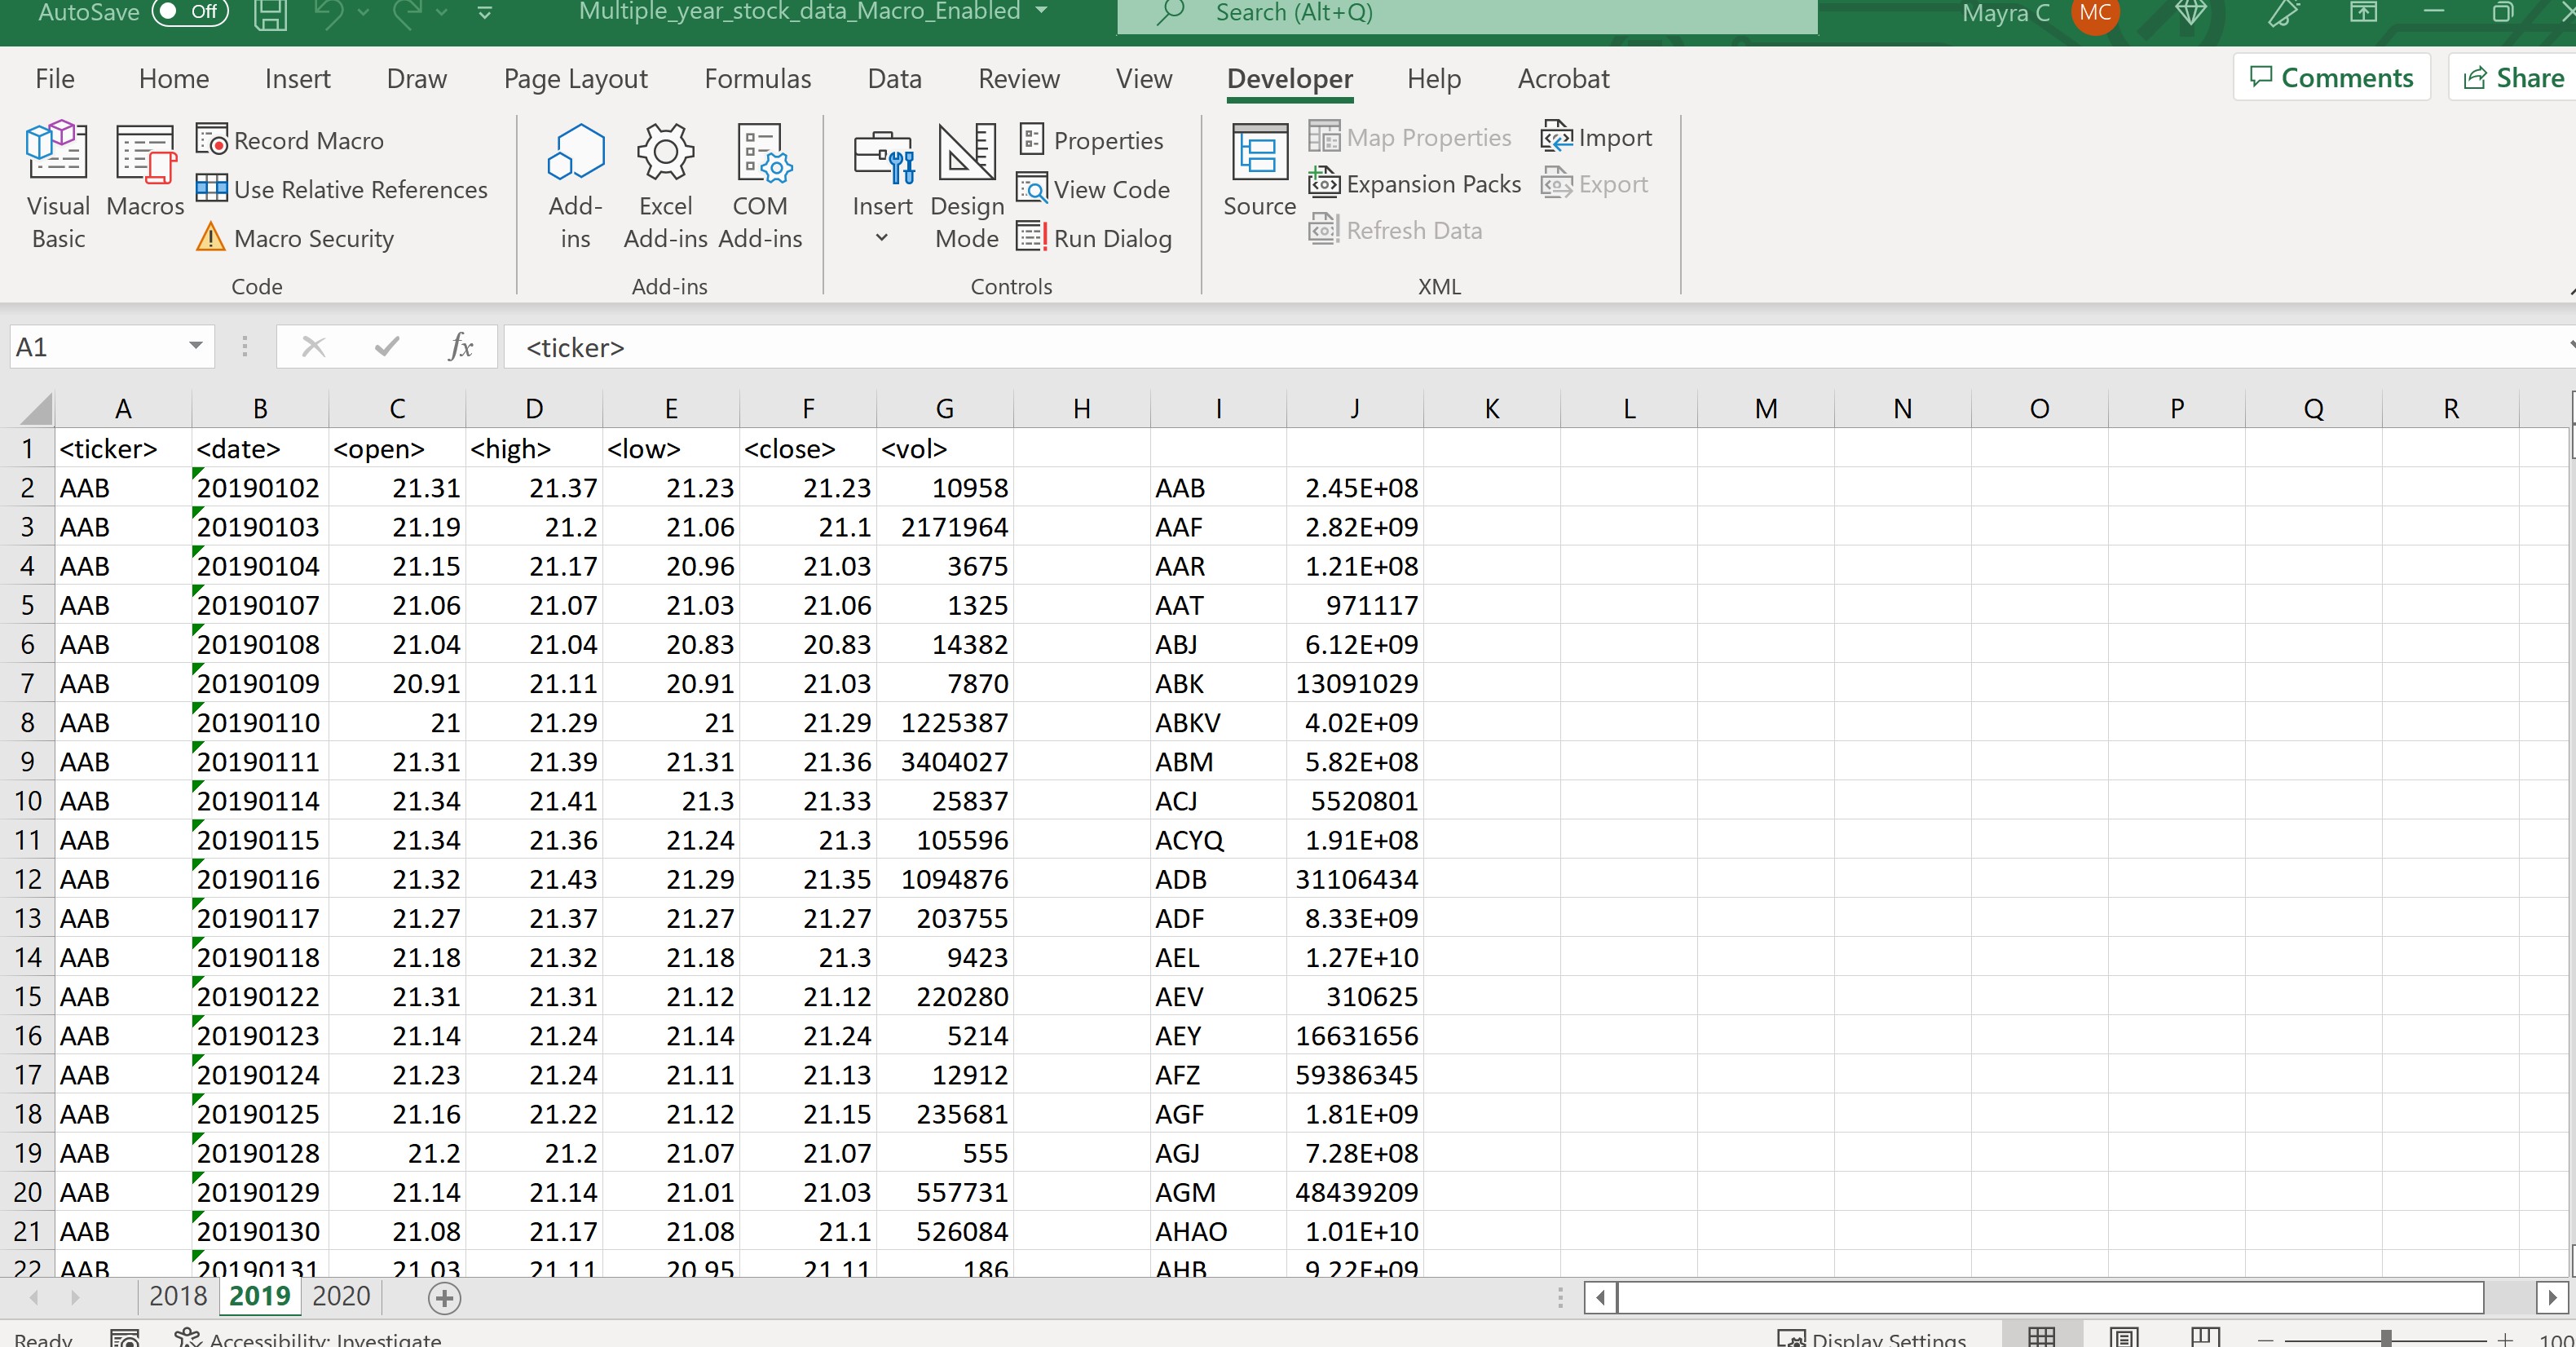 AutoSave Off Multiple_year_stock_data_Macro_Enabled Search (Alt+Q) Mayra C MC
File Home Insert Draw Page Layout Formulas Data Review View Developer Help Acrobat Comments Share
Visual Basic
Macros
Record Macro
Use Relative References
Macro Security
Code
Add-ins
Excel Add-ins
COM Add-ins
Add-ins
Insert
Design Mode
Properties
View Code
Run Dialog
Controls
Source
Map Properties
Expansion Packs
Refresh Data
Import
Export
XML
A1 fx <ticker>
A B C D E F G H I J K L M N O P Q R
1 <ticker> <date> <open> <high> <low> <close> <vol>
2 AAB 20190102 21.31 21.37 21.23 21.23 10958 AAB 2.45E+08
3 AAB 20190103 21.19 21.2 21.06 21.1 2171964 AAF 2.82E+09
4 AAB 20190104 21.15 21.17 20.96 21.03 3675 AAR 1.21E+08
5 AAB 20190107 21.06 21.07 21.03 21.06 1325 AAT 971117
6 AAB 20190108 21.04 21.04 20.83 20.83 14382 ABJ 6.12E+09
7 AAB 20190109 20.91 21.11 20.91 21.03 7870 ABK 13091029
8 AAB 20190110 21 21.29 21 21.29 1225387 ABKV 4.02E+09
9 AAB 20190111 21.31 21.39 21.31 21.36 3404027 ABM 5.82E+08
10 AAB 20190114 21.34 21.41 21.3 21.33 25837 ACJ 5520801
11 AAB 20190115 21.34 21.36 21.24 21.3 105596 ACYQ 1.91E+08
12 AAB 20190116 21.32 21.43 21.29 21.35 1094876 ADB 31106434
13 AAB 20190117 21.27 21.37 21.27 21.27 203755 ADF 8.33E+09
14 AAB 20190118 21.18 21.32 21.18 21.3 9423 AEL 1.27E+10
15 AAB 20190122 21.31 21.31 21.12 21.12 220280 AEV 310625
16 AAB 20190123 21.14 21.24 21.14 21.24 5214 AEY 16631656
17 AAB 20190124 21.23 21.24 21.11 21.13 12912 AFZ 59386345
18 AAB 20190125 21.16 21.22 21.12 21.15 235681 AGF 1.81E+09
19 AAB 20190128 21.2 21.2 21.07 21.07 555 AGJ 7.28E+08
20 AAB 20190129 21.14 21.14 21.01 21.03 557731 AGM 48439209
21 AAB 20190130 21.08 21.17 21.08 21.1 526084 AHAO 1.01E+10
22 AAB 20190131 21.03 21.11 20.95 21.11 186 AHB 9.22E+09
2018 2019 2020
Ready Accessibility: Investigate Display Settings 100